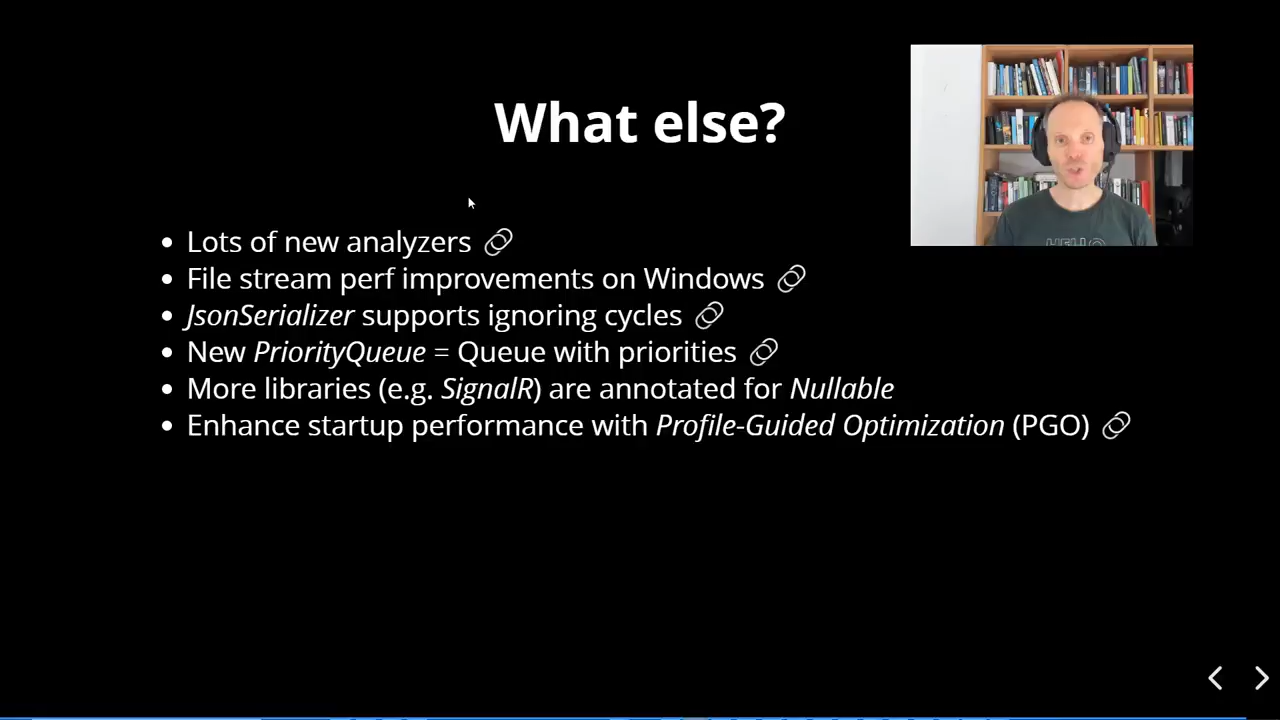 What else?
Lots of new analyzers
File stream perf improvements on Windows
JsonSerializer supports ignoring cycles
New PriorityQueue = Queue with priorities
More libraries (e.g. SignalR) are annotated for Nullable
Enhance startup performance with Profile-Guided Optimization (PGO)
HELLO